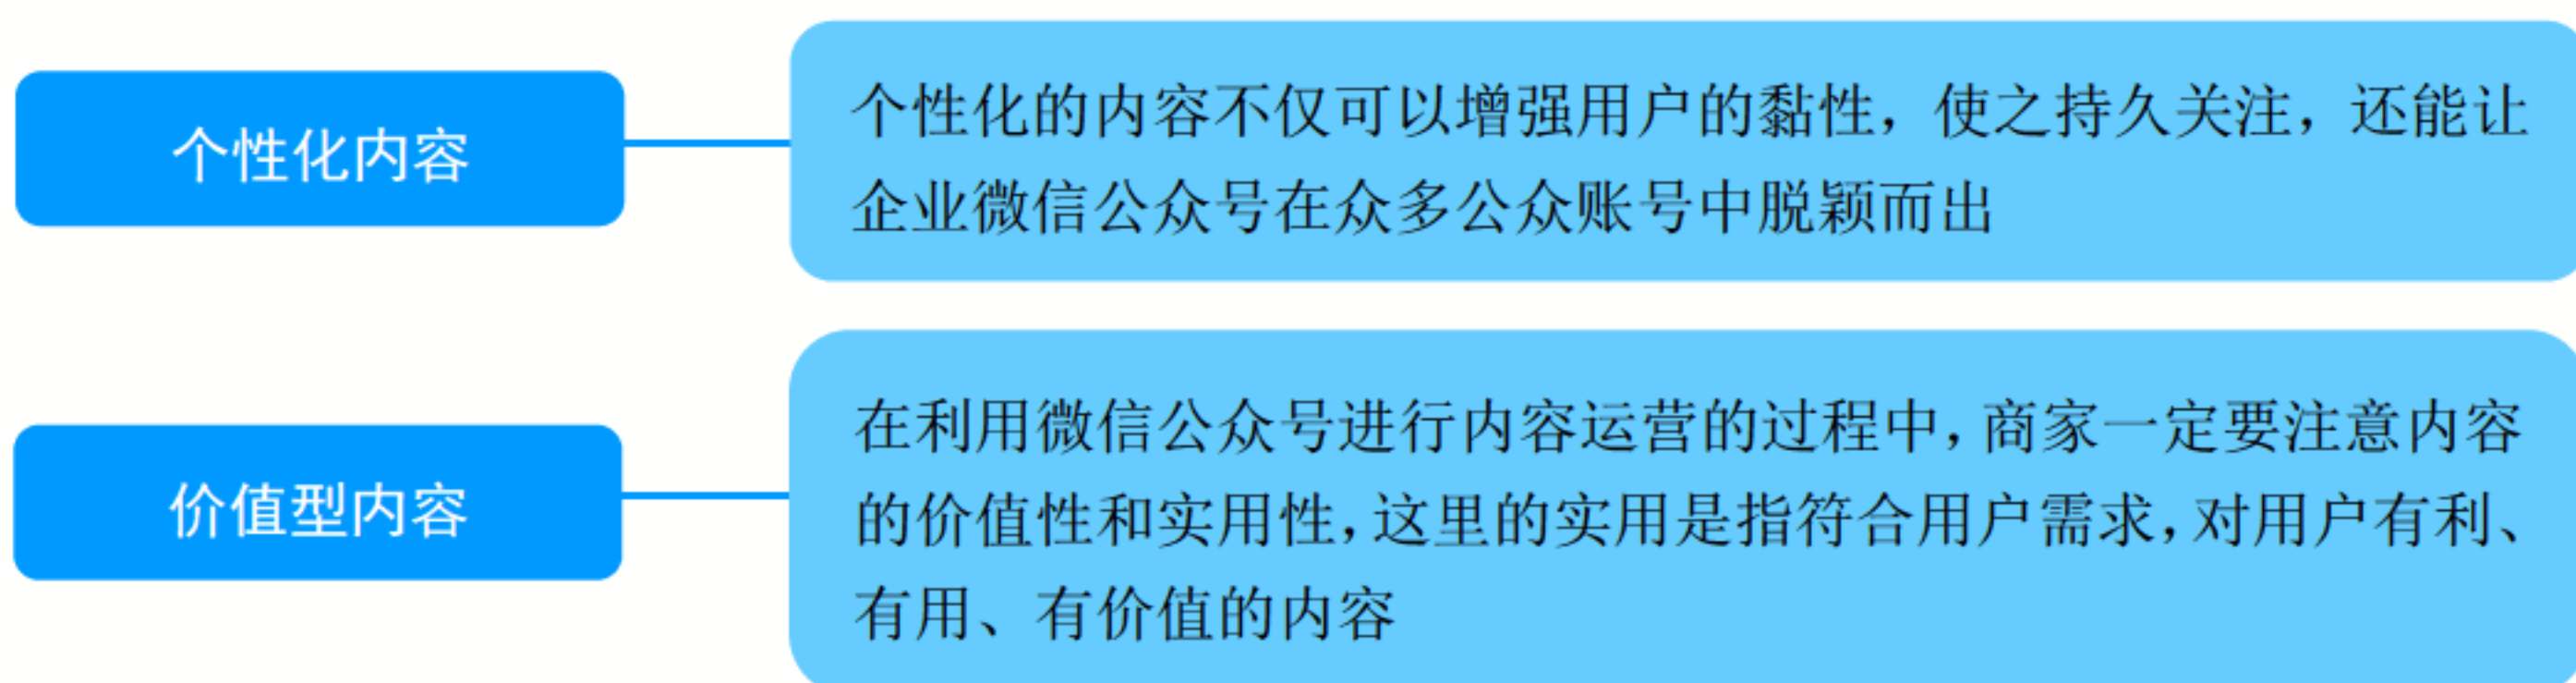 个性化内容
个性化的内容不仅可以增强用户的黏性，使之持久关注，还能让
企业微信公众号在众多公众账号中脱颖而出
价值型内容
在利用微信公众号进行内容运营的过程中，商家一定要注意内容
的价值性和实用性，这里的实用是指符合用户需求，对用户有利、
有用、有价值的内容